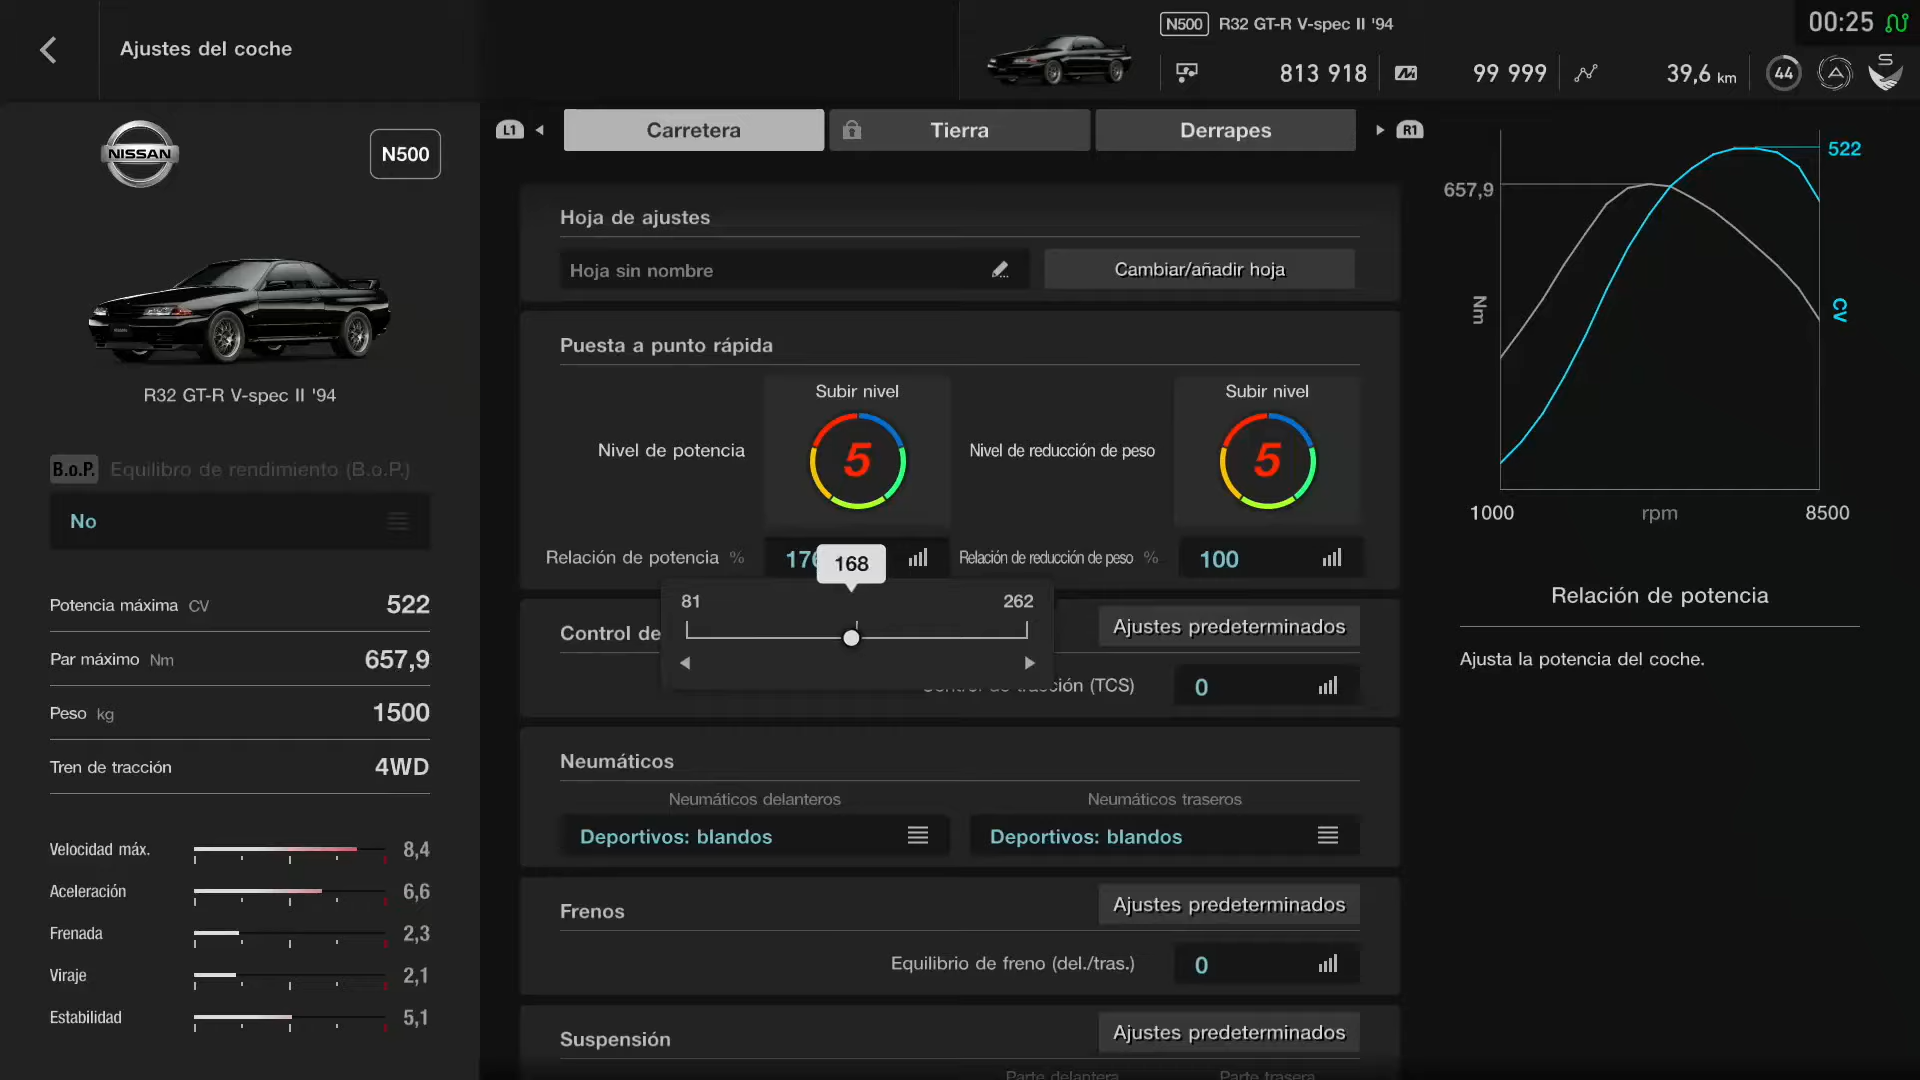 Ajustes del coche
N500 R32 GT-R V-spec II '94
00:25
813 918
99 999
39,6 km
44
S
NISSAN
N500
R32 GT-R V-spec II '94
B.o.P. Equilibro de rendimiento (B.o.P.)
No
Potencia máxima CV 522
Par máximo Nm 657,9
Peso kg 1500
Tren de tracción 4WD
Velocidad máx. 8,4
Aceleración 6,6
Frenada 2,3
Viraje 2,1
Estabilidad 5,1
L1 Carretera Tierra Derrapes R1
Hoja de ajustes
Hoja sin nombre Cambiar/añadir hoja
Puesta a punto rápida
Subir nivel Subir nivel
Nivel de potencia 5 Nivel de reducción de peso 5
Relación de potencia % 168 Relación de reducción de peso % 100
81 262
Control de Ajustes predeterminados
(TCS) 0
Neumáticos
Neumáticos delanteros Neumáticos traseros
Deportivos: blandos Deportivos: blandos
Frenos Ajustes predeterminados
Equilibrio de freno (del./tras.) 0
Suspensión Ajustes predeterminados
Parte delantera Parte trasera
522
657,9
Nm
CV
1000 rpm 8500
Relación de potencia
Ajusta la potencia del coche.